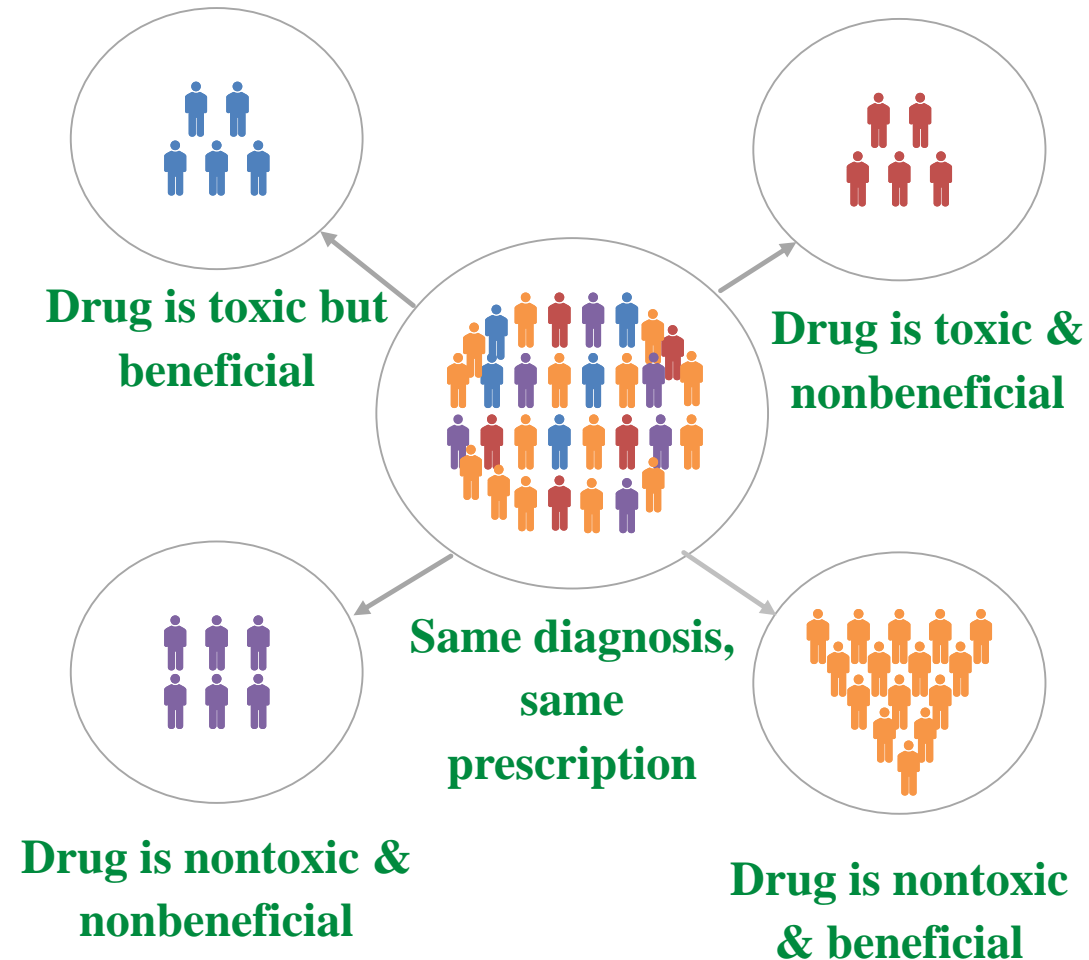 Drug is toxic but
beneficial
Drug is toxic &
nonbeneficial
Same diagnosis,
same
prescription
Drug is nontoxic &
nonbeneficial
Drug is nontoxic
& beneficial